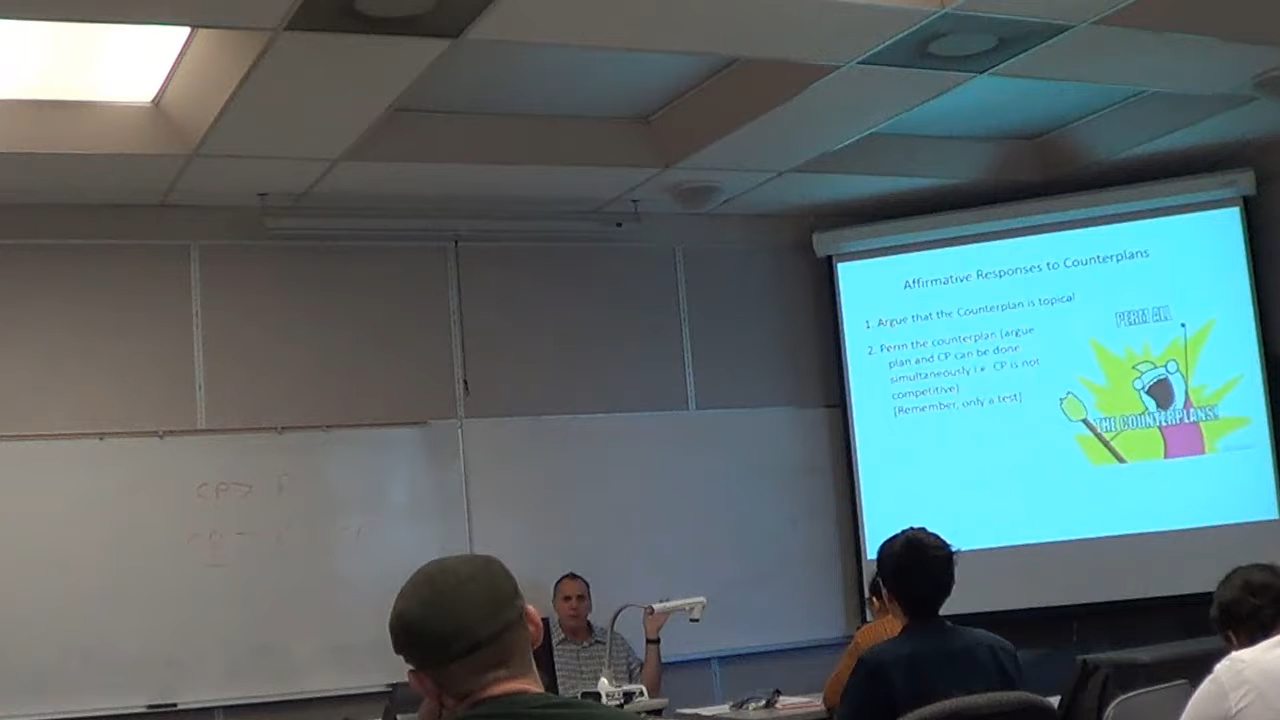 Affirmative Responses to Counterplans
1. Argue that the Counterplan is topical
2. Perm the counterplan (argue
plan and CP can be done
simultaneously i.e. CP is not
competitive)
[Remember, only a test]
PERM ALL
THE COUNTERPLANS!
CP> P